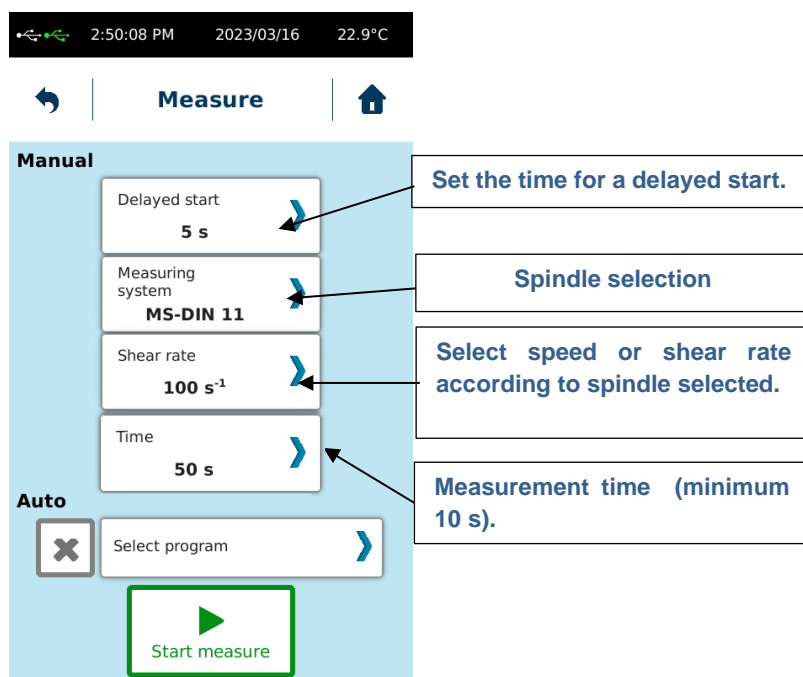 2:50:08 PM 2023/03/16 22.9°C
Measure
Manual
Delayed start
5 s
Set the time for a delayed start.
Measuring
system
MS-DIN 11
Spindle selection
Shear rate
100 s⁻¹
Select speed or shear rate
according to spindle selected.
Time
50 s
Measurement time (minimum
10 s).
Auto
Select program
Start measure